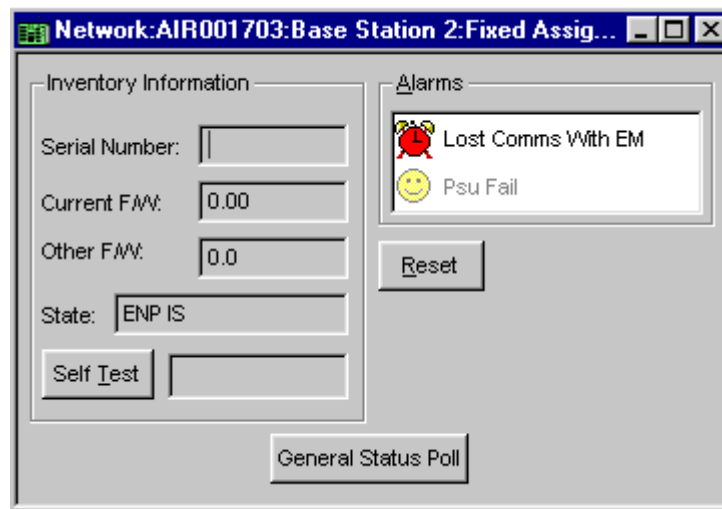 Network:AIR001703:Base Station 2:Fixed Assig...
Inventory Information
Serial Number:
Current F/W:
0.00
Other F/W:
0.0
State:
ENP IS
Self Test
Alarms
Lost Comms With EM
Psu Fail
Reset
General Status Poll